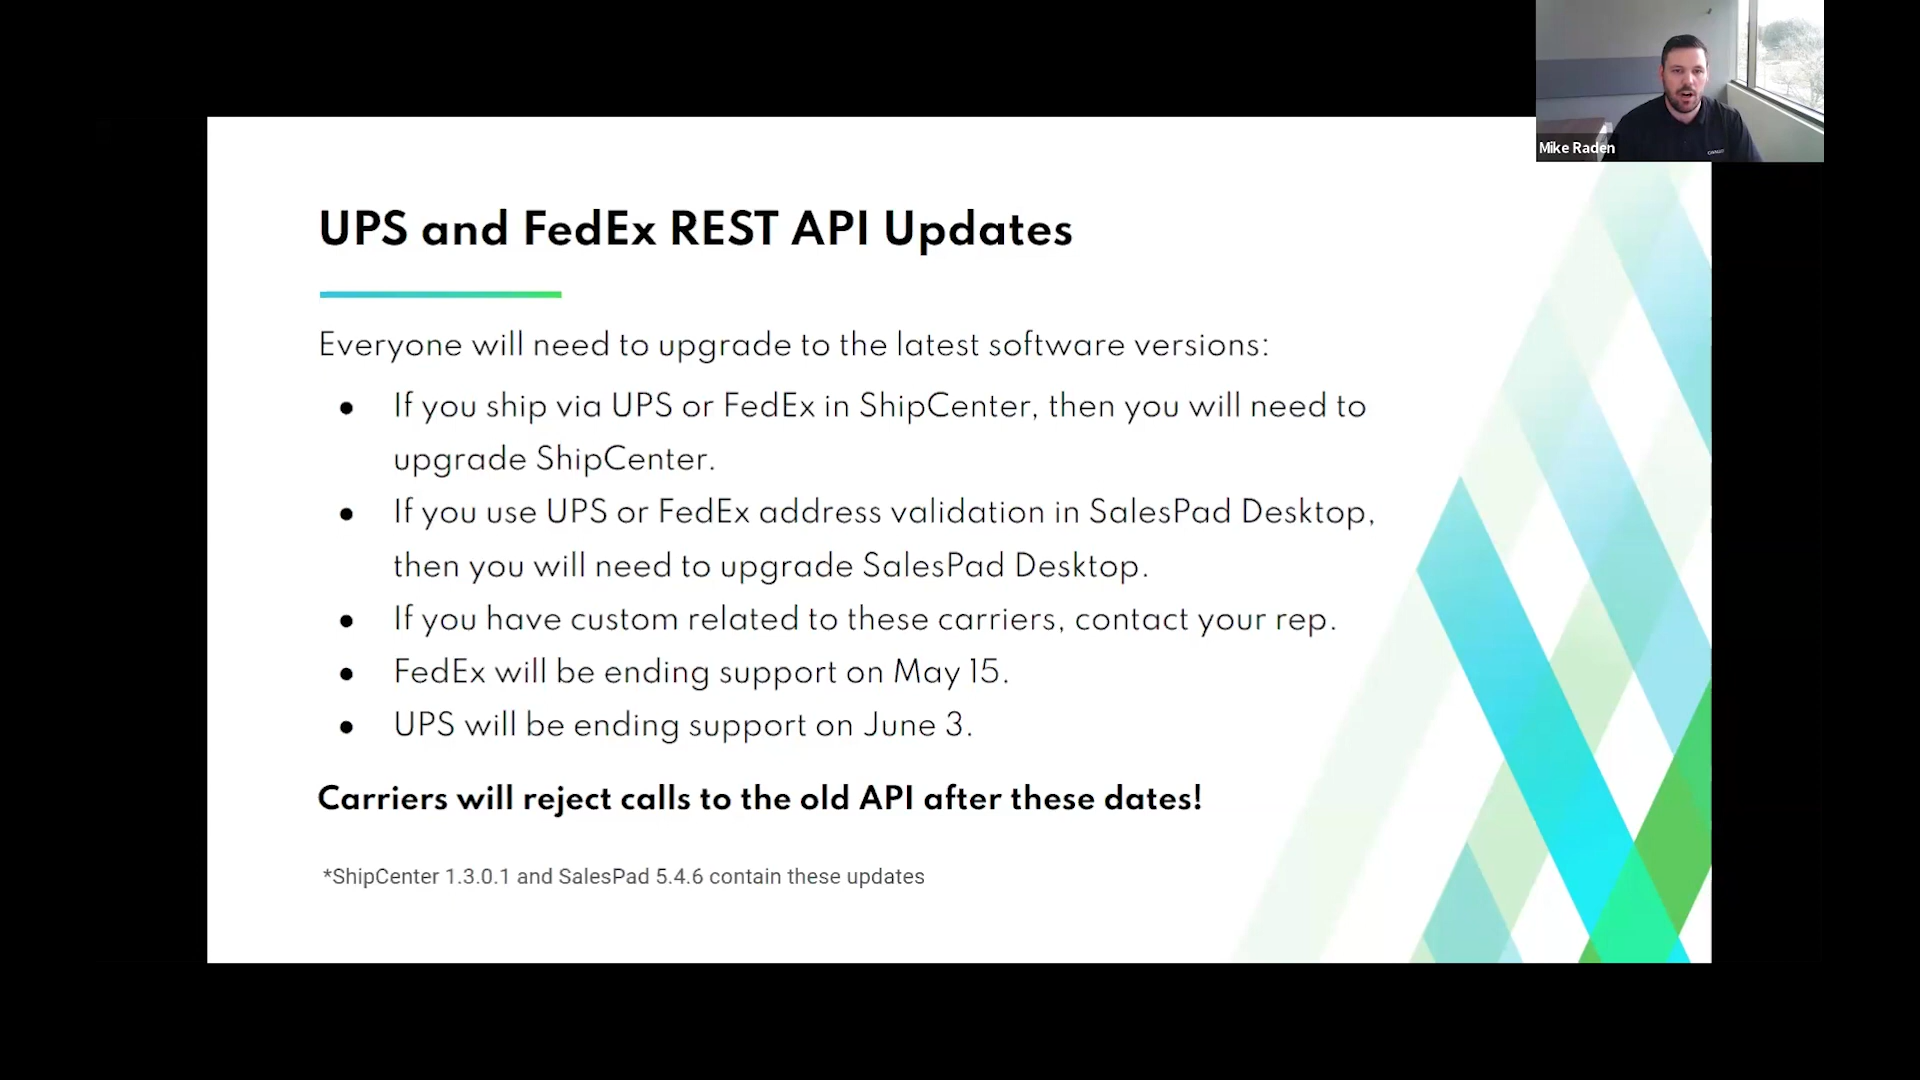 Mike Raden
UPS and FedEx REST API Updates
Everyone will need to upgrade to the latest software versions:
● If you ship via UPS or FedEx in ShipCenter, then you will need to
upgrade ShipCenter.
● If you use UPS or FedEx address validation in SalesPad Desktop,
then you will need to upgrade SalesPad Desktop.
● If you have custom related to these carriers, contact your rep.
● FedEx will be ending support on May 15.
● UPS will be ending support on June 3.
Carriers will reject calls to the old API after these dates!
*ShipCenter 1.3.0.1 and SalesPad 5.4.6 contain these updates